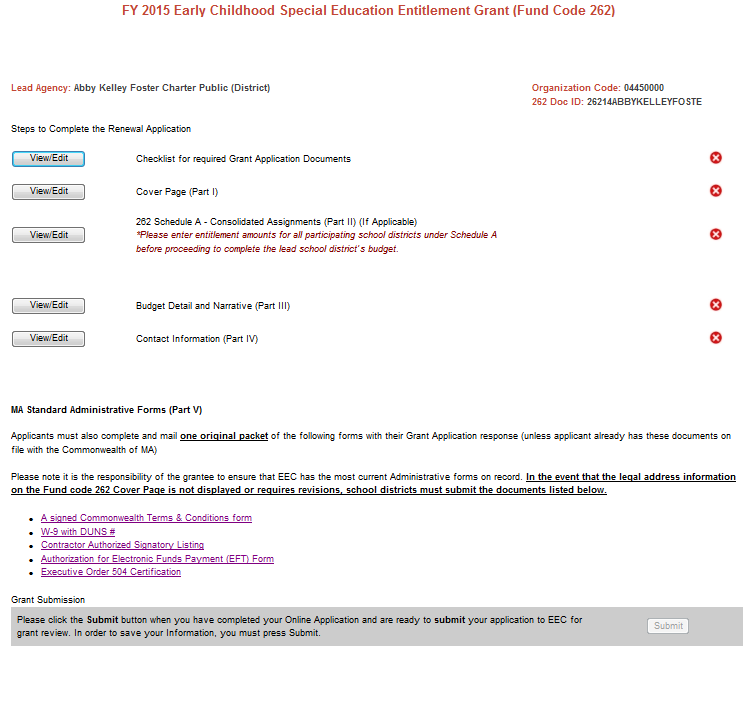 FY 2015 Early Childhood Special Education Entitlement Grant (Fund Code 262)
Lead Agency: Abby Kelley Foster Charter Public (District)
Organization Code: 04450000
262 Doc ID: 26214ABBYKELLEYFOSTE
Steps to Complete the Renewal Application
View/Edit
Checklist for required Grant Application Documents
View/Edit
Cover Page (Part I)
View/Edit
262 Schedule A - Consolidated Assignments (Part II) (If Applicable)
*Please enter entitlement amounts for all participating school districts under Schedule A
before proceeding to complete the lead school district's budget.
View/Edit
Budget Detail and Narrative (Part III)
View/Edit
Contact Information (Part IV)
MA Standard Administrative Forms (Part V)
Applicants must also complete and mail one original packet of the following forms with their Grant Application response (unless applicant already has these documents on
file with the Commonwealth of MA)
Please note it is the responsibility of the grantee to ensure that EEC has the most current Administrative forms on record. In the event that the legal address information
on the Fund code 262 Cover Page is not displayed or requires revisions, school districts must submit the documents listed below.
• A signed Commonwealth Terms & Conditions form
• W-9 with DUNS #
• Contractor Authorized Signatory Listing
• Authorization for Electronic Funds Payment (EFT) Form
• Executive Order 504 Certification
Grant Submission
Please click the Submit button when you have completed your Online Application and are ready to submit your application to EEC for
grant review. In order to save your Information, you must press Submit.
Submit